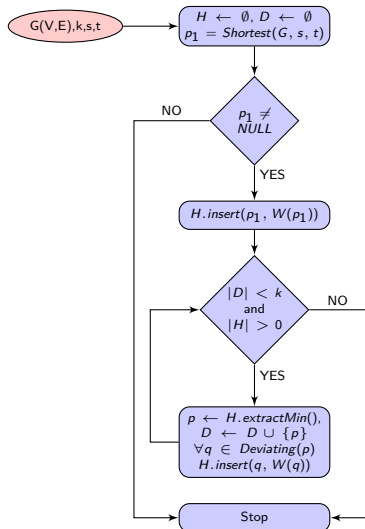 G(V,E),k,s,t
H ← ∅, D ← ∅
p₁ = Shortest(G, s, t)
NO
p₁ ≠
NULL
YES
H.insert(p₁, W(p₁))
|D| < k
and
|H| > 0
NO
YES
p ← H.extractMin(),
D ← D ∪ {p}
∀q ∈ Deviating(p)
H.insert(q, W(q))
Stop